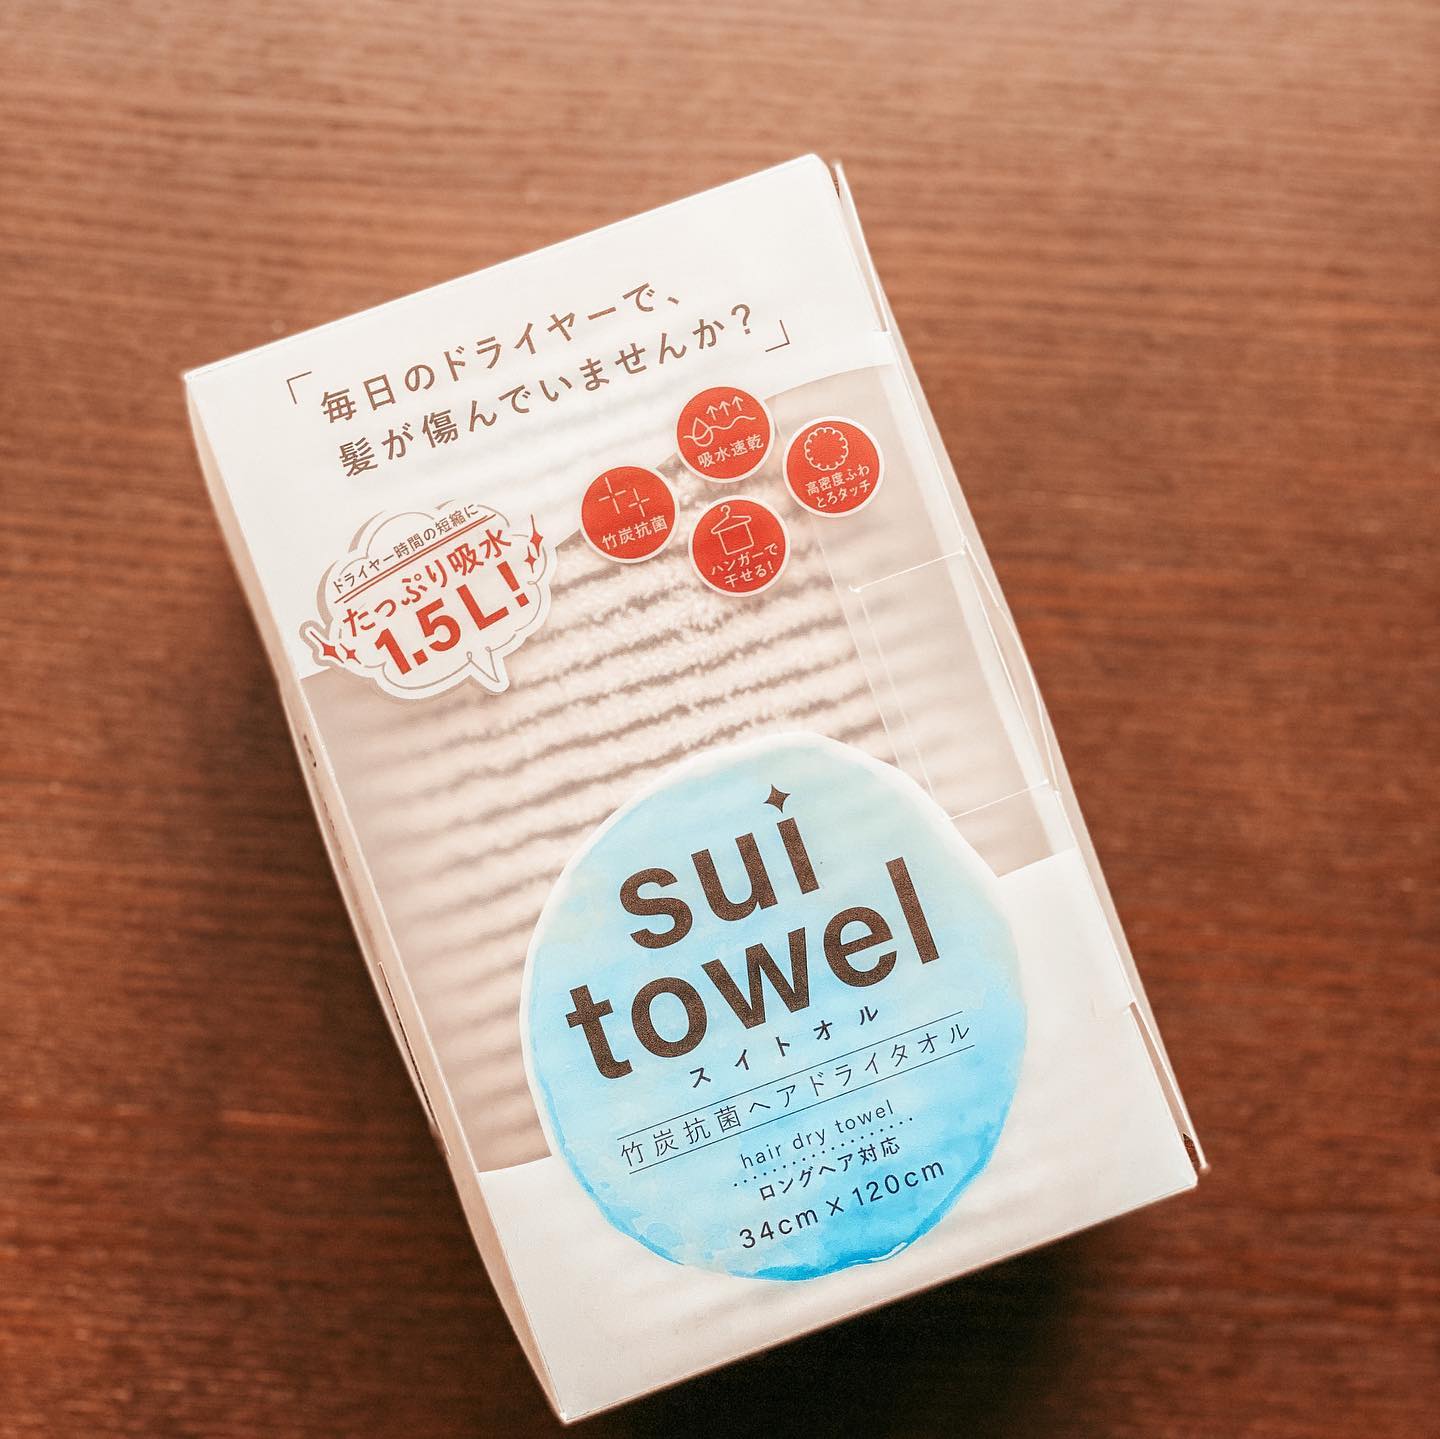 「毎日のドライヤーで、
髪が傷んでいませんか？」
吸水速乾
高密度ふわ
とろタッチ
竹炭抗菌
ハンガーで
干せる!
ドライヤー時間の短縮に
たっぷり吸水
1.5L!
sui
towel
スイトオル
竹炭抗菌ヘアドライタオル
hair dry towel
ロングヘア対応
34cm×120cm